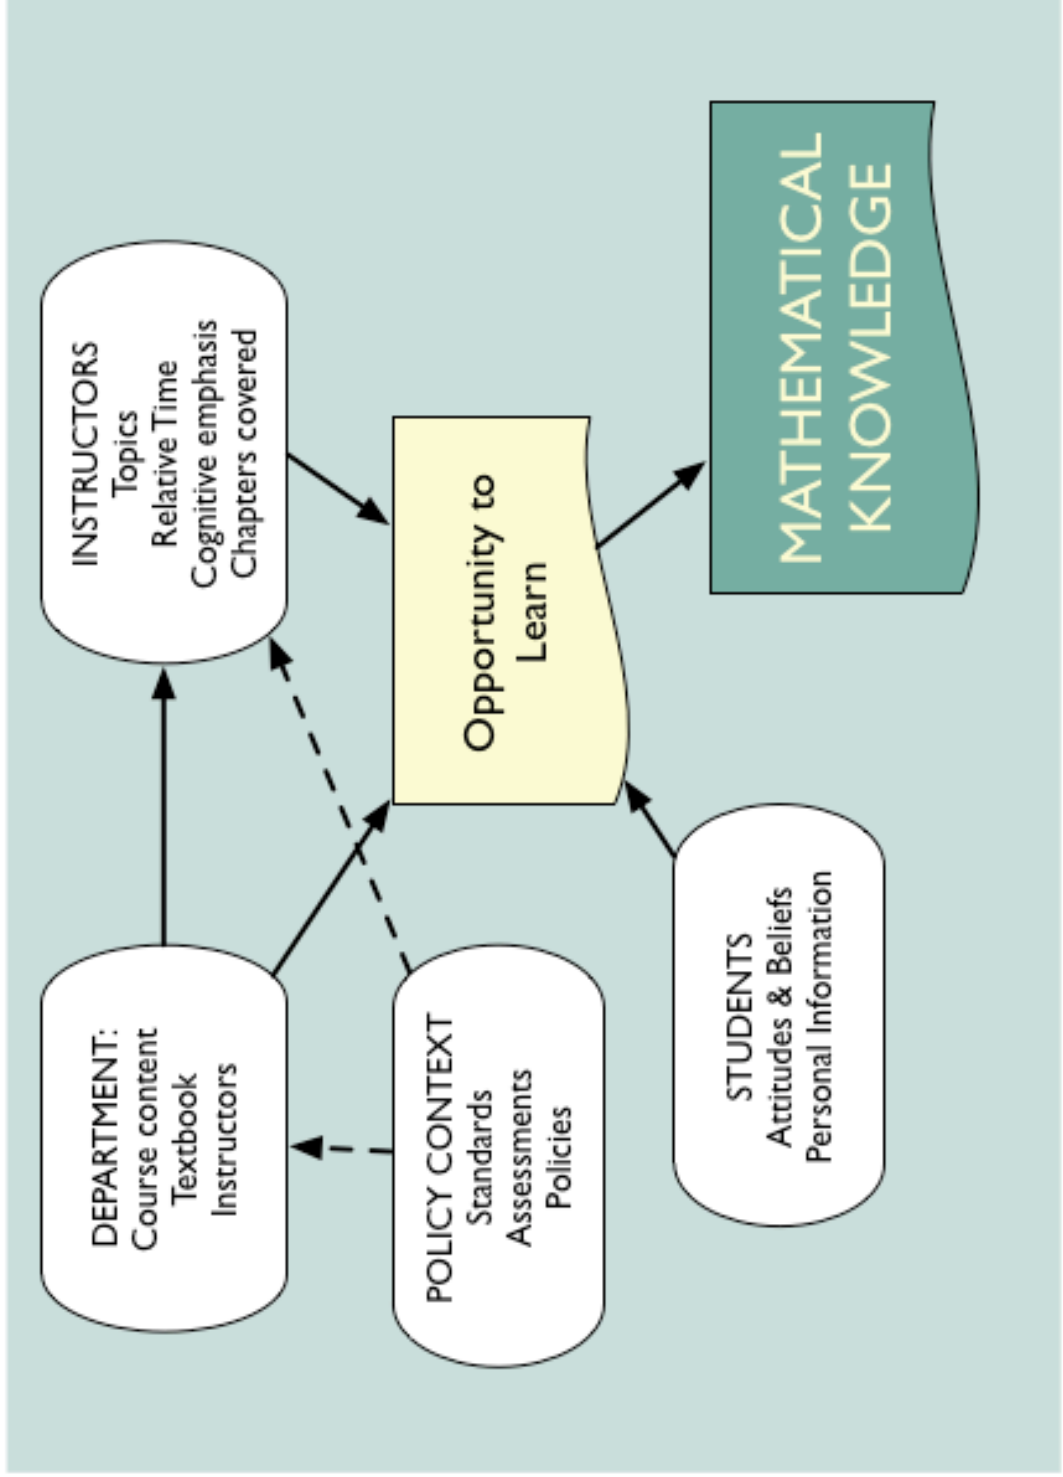 DEPARTMENT:
Course content
Textbook
Instructors
INSTRUCTORS
Topics
Relative Time
Cognitive emphasis
Chapters covered
POLICY CONTEXT
Standards
Assessments
Policies
Opportunity to
Learn
STUDENTS
Attitudes & Beliefs
Personal Information
MATHEMATICAL
KNOWLEDGE